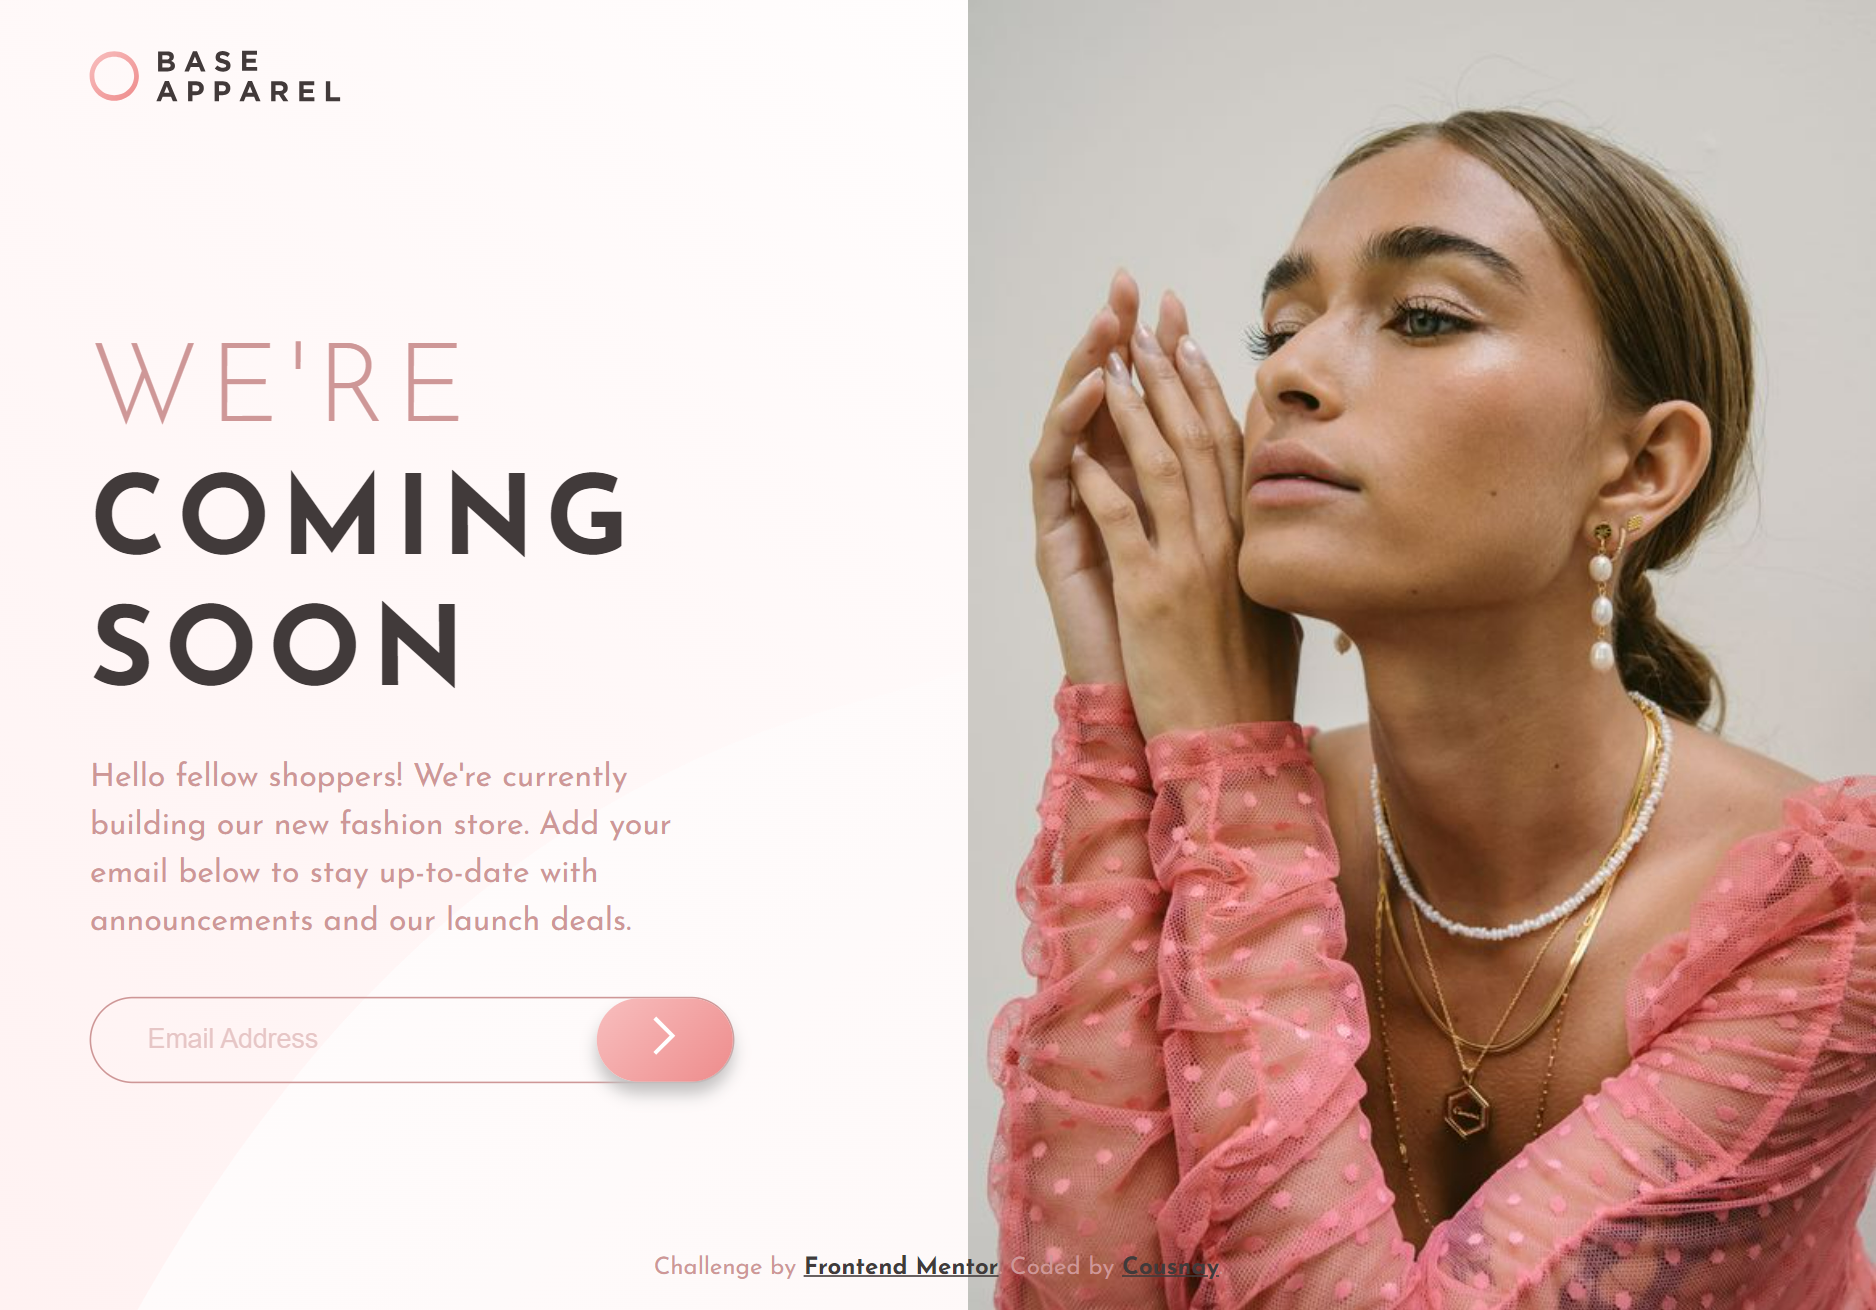 BASE
APPAREL
WE'RE
COMING
SOON
Hello fellow shoppers! We're currently
building our new fashion store. Add your
email below to stay up-to-date with
announcements and our launch deals.
Email Address
Challenge by Frontend Mentor. Coded by Cousnay